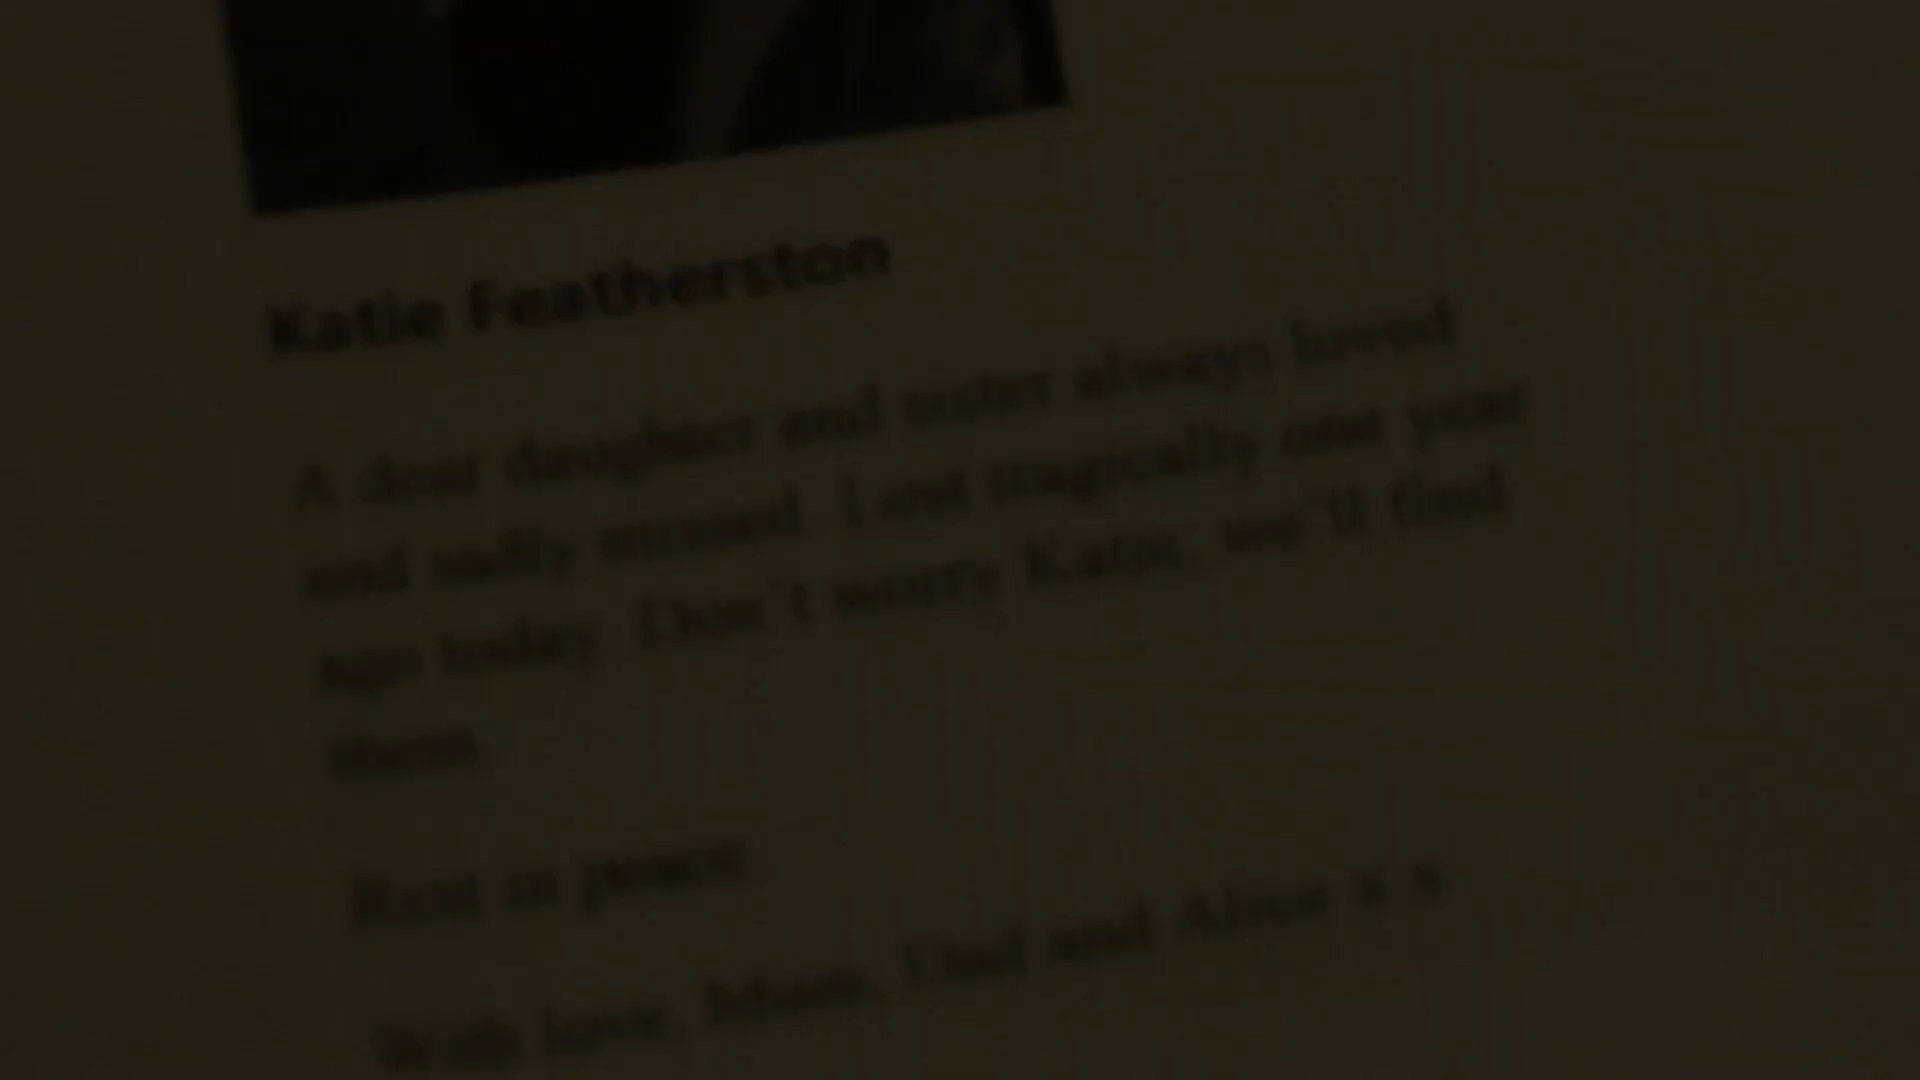 Katie Featherston
A dear daughter and sister always loved
and sadly missed. Lost tragically one year
ago today. Don't worry Katie, we'll find
them.
Rest in peace
With love, Mum, Dad and Alison x x